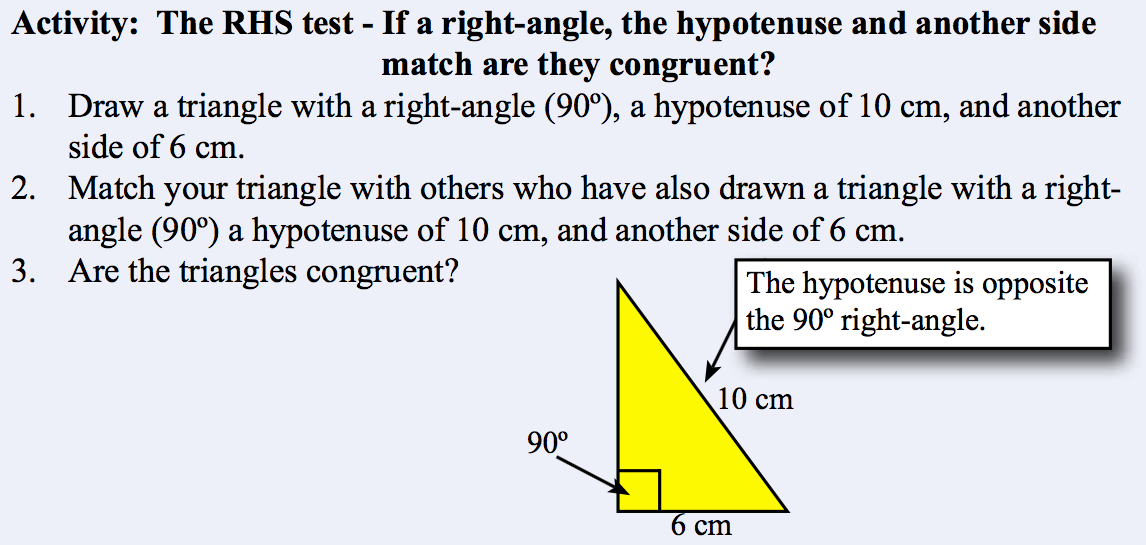 Activity:  The RHS test - If a right-angle, the hypotenuse and another side
match are they congruent?
1. Draw a triangle with a right-angle (90º), a hypotenuse of 10 cm, and another
side of 6 cm.
2. Match your triangle with others who have also drawn a triangle with a right-
angle (90º) a hypotenuse of 10 cm, and another side of 6 cm.
3. Are the triangles congruent?
The hypotenuse is opposite
the 90º right-angle.
10 cm
90º
6 cm